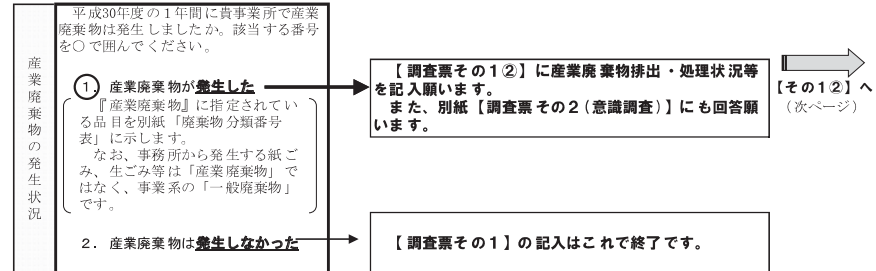 産業廃棄物の発生状況
平成30年度の1年間に貴事業所で産業
廃棄物は発生しましたか。該当する番号
を○で囲んでください。
1. 産業廃棄物が発生した
『産業廃棄物』に指定されてい
る品目を別紙「廃棄物分類番号
表」に示します。
なお、事務所から発生する紙ご
み、生ごみ等は「産業廃棄物」で
はなく、事業系の「一般廃棄物」
です。
2. 産業廃棄物は発生しなかった
【調査票その1②】に産業廃棄物排出・処理状況等
を記入願います。
また、別紙【調査票その2(意識調査)】にも回答願
います。
【その1②】へ
(次ページ)
【調査票その1】の記入はこれで終了です。